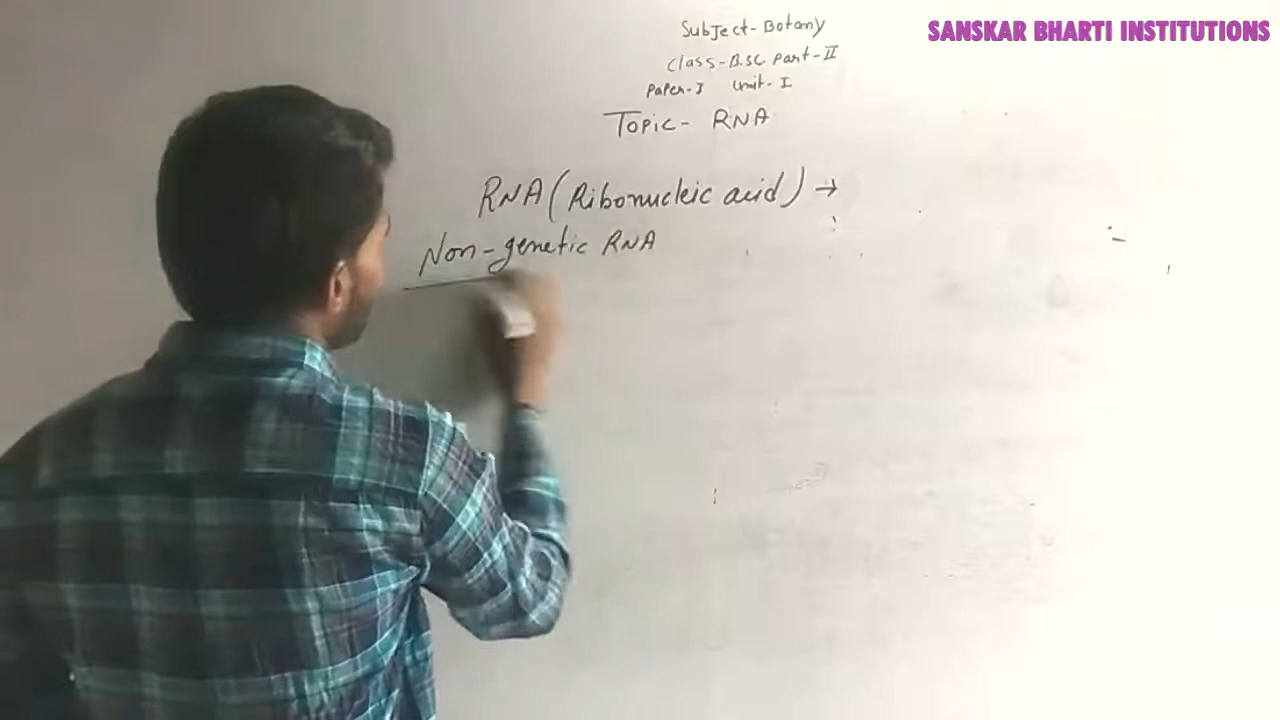 SANSKAR BHARTI INSTITUTIONS
Subject- Botany
Class- B.Sc. Part-II
Paper-I Unit-I
Topic- RNA
RNA (Ribonucleic acid) →
Non-genetic RNA